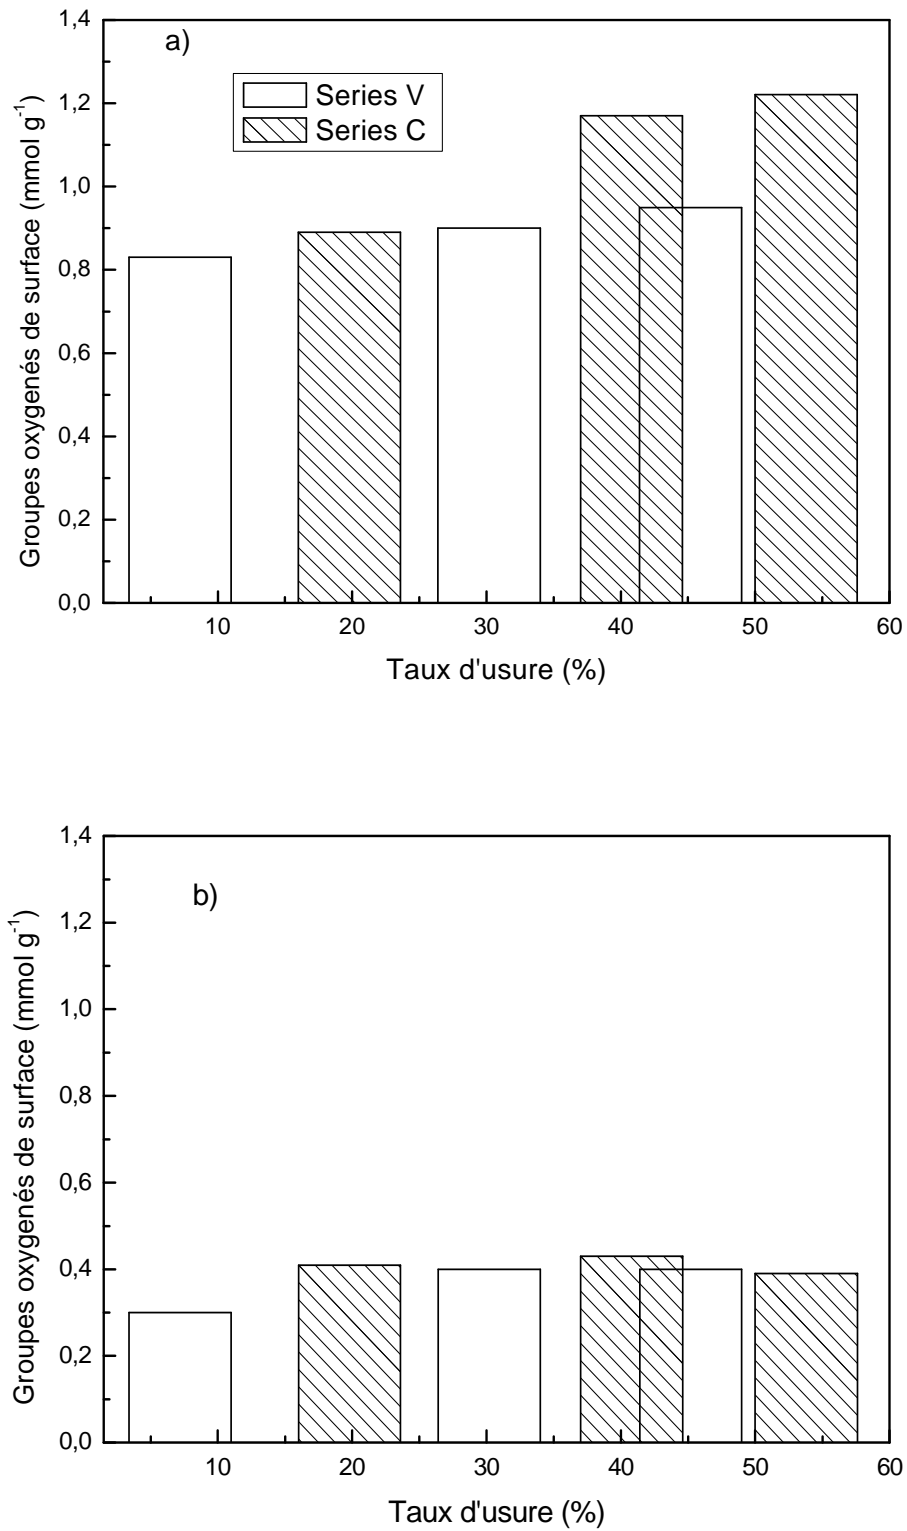 1,4
a)
Series V
Series C
1,2
1,0
0,8
0,6
0,4
0,2
0,0
Groupes oxygenés de surface (mmol g-1)
10 20 30 40 50 60
Taux d'usure (%)
1,4
b)
1,2
1,0
0,8
0,6
0,4
0,2
0,0
Groupes oxygenés de surface (mmol g-1)
10 20 30 40 50 60
Taux d'usure (%)